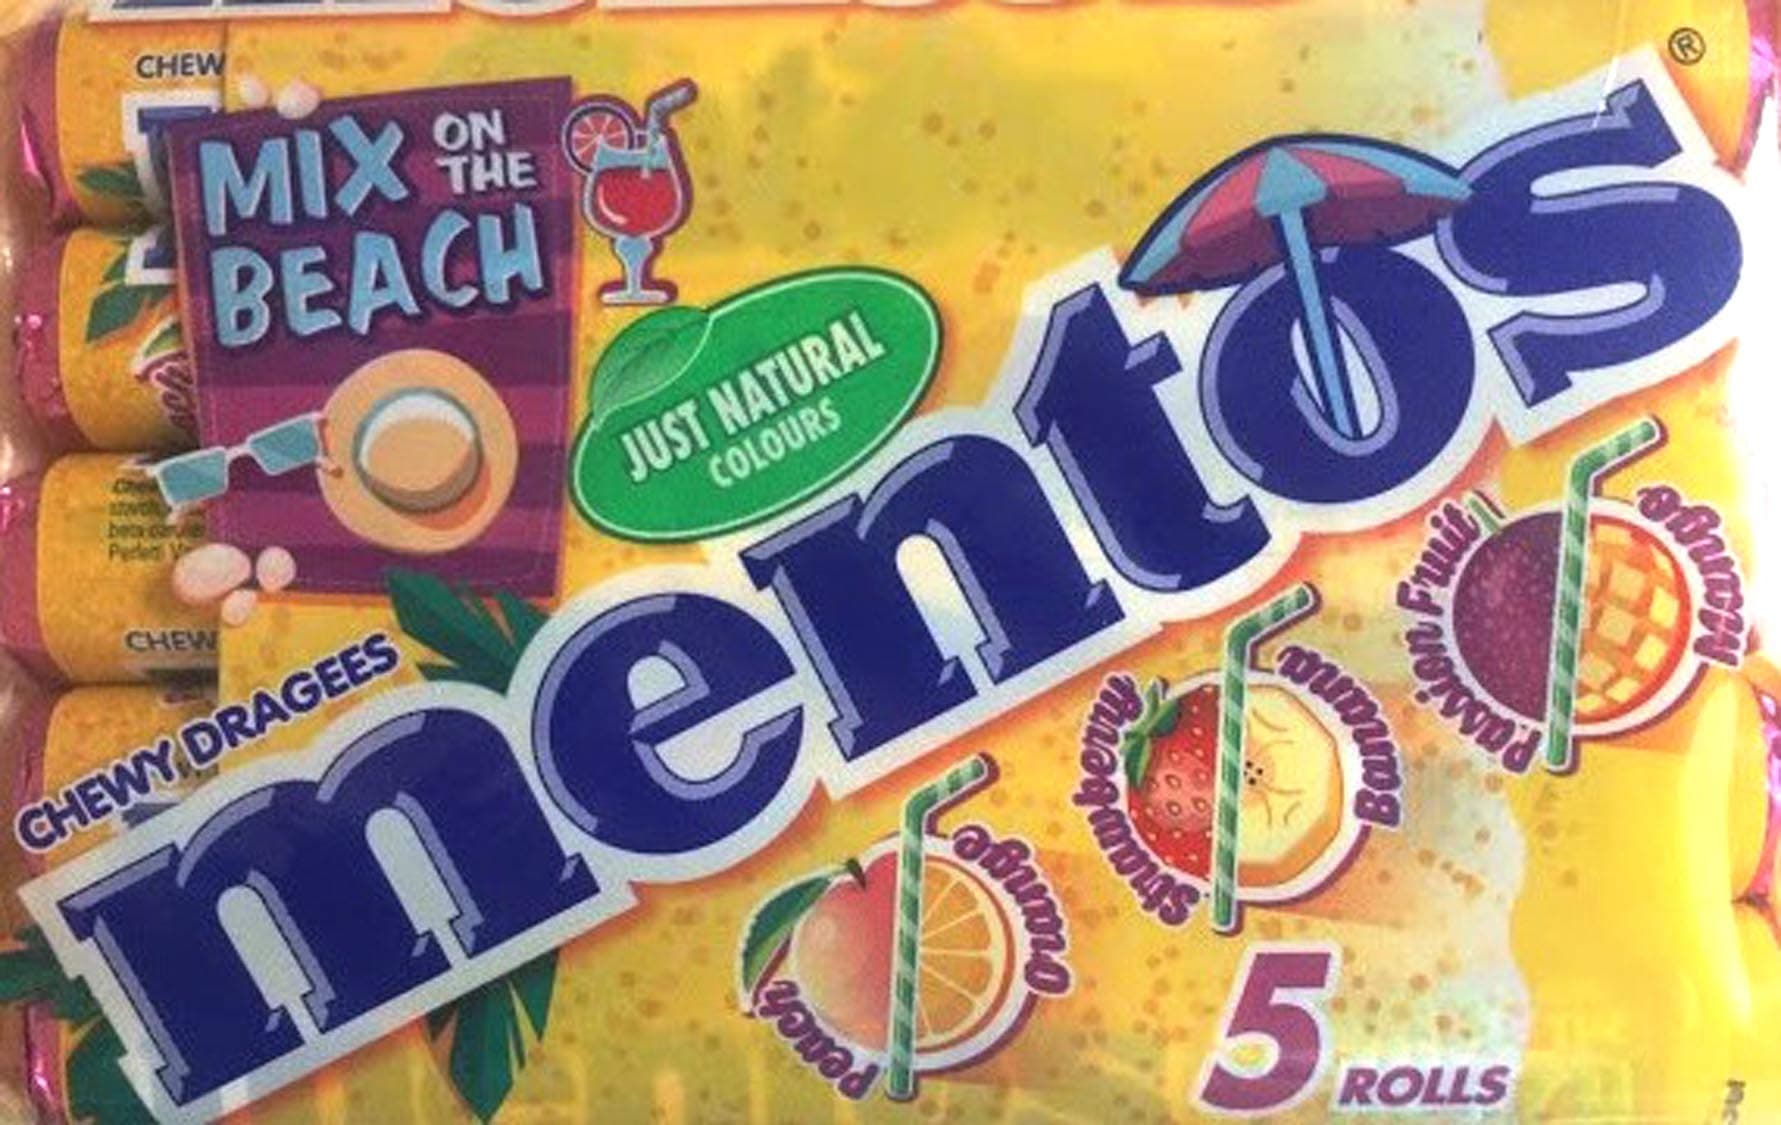 CHEW
MIX ON
THE
BEACH
JUST NATURAL
COLOURS
CHEW
CHEWY DRAGEES
mentos®
Passion Fruit Mango
Strawberry Banana
Peach Orange
5 ROLLS